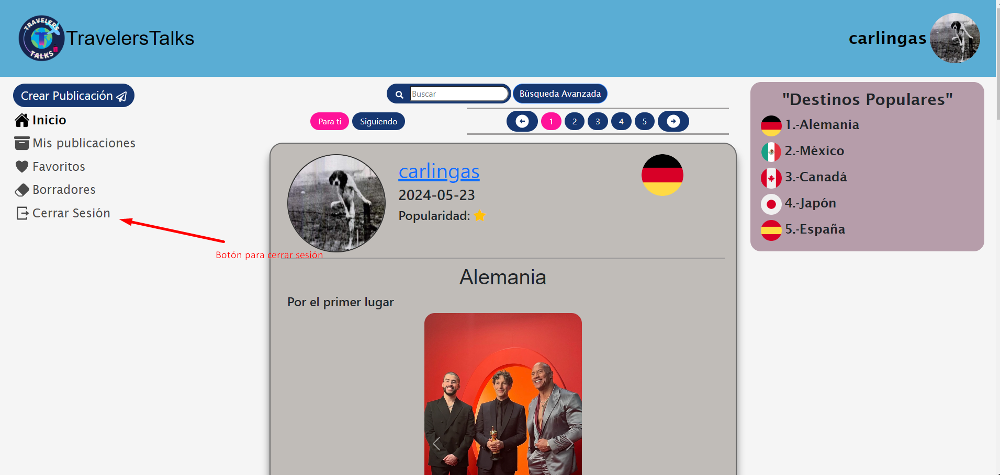 TRAVELERS
TALKS
TravelersTalks
carlingas
Crear Publicación
Inicio
Mis publicaciones
Favoritos
Borradores
Cerrar Sesión
Botón para cerrar sesión
Buscar
Búsqueda Avanzada
Para ti
Siguiendo
1
2
3
4
5
carlingas
2024-05-23
Popularidad:
Alemania
Por el primer lugar
"Destinos Populares"
1.-Alemania
2.-México
3.-Canadá
4.-Japón
5.-España